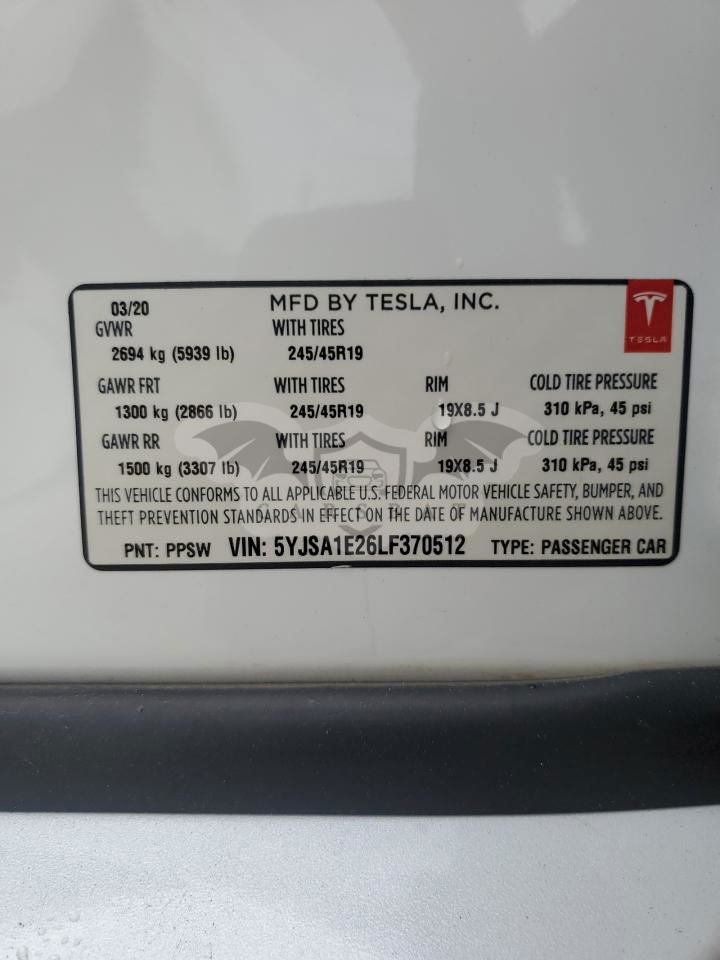 03/20 MFD BY TESLA, INC.
TESLA
GVWR WITH TIRES
2694 kg (5939 lb) 245/45R19
GAWR FRT WITH TIRES RIM COLD TIRE PRESSURE
1300 kg (2866 lb) 245/45R19 19X8.5 J 310 kPa, 45 psi
GAWR RR WITH TIRES RIM COLD TIRE PRESSURE
1500 kg (3307 lb) 245/45R19 19X8.5 J 310 kPa, 45 psi
THIS VEHICLE CONFORMS TO ALL APPLICABLE U.S. FEDERAL MOTOR VEHICLE SAFETY, BUMPER, AND
THEFT PREVENTION STANDARDS IN EFFECT ON THE DATE OF MANUFACTURE SHOWN ABOVE.
PNT: PPSW VIN: 5YJSA1E26LF370512 TYPE: PASSENGER CAR